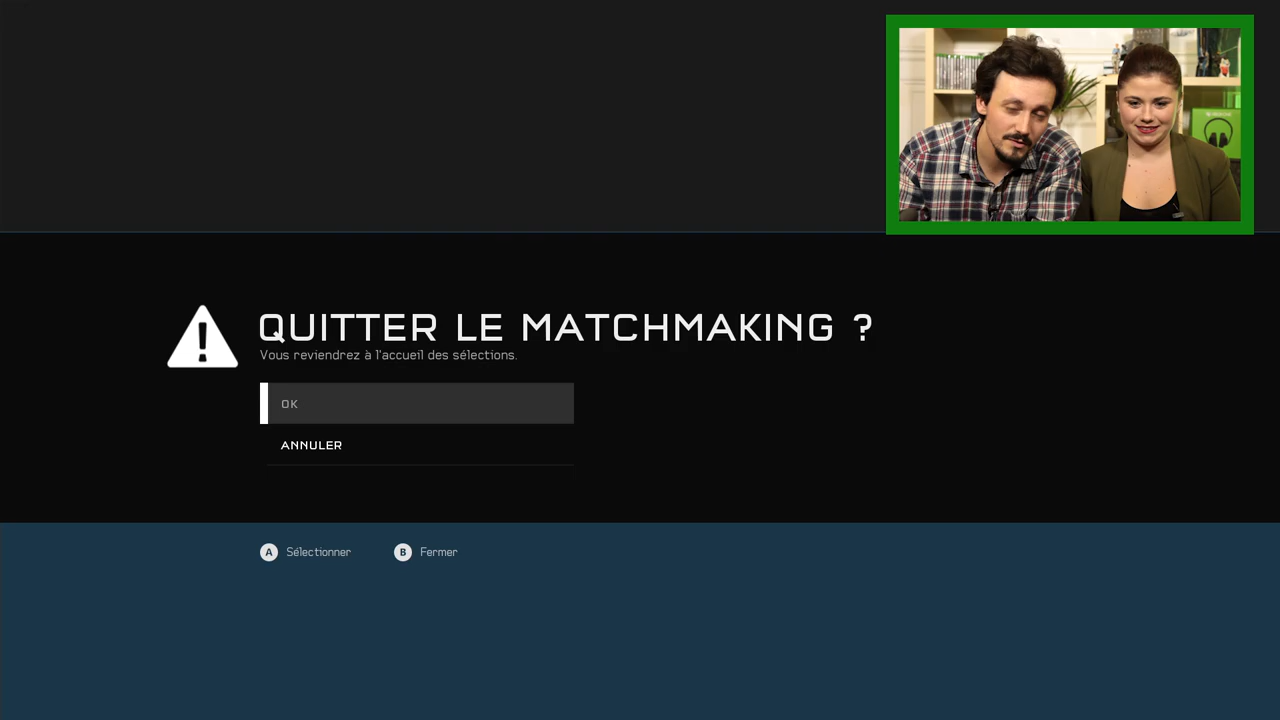 QUITTER LE MATCHMAKING ?
Vous reviendrez à l'accueil des sélections.
OK
ANNULER
A Sélectionner B Fermer